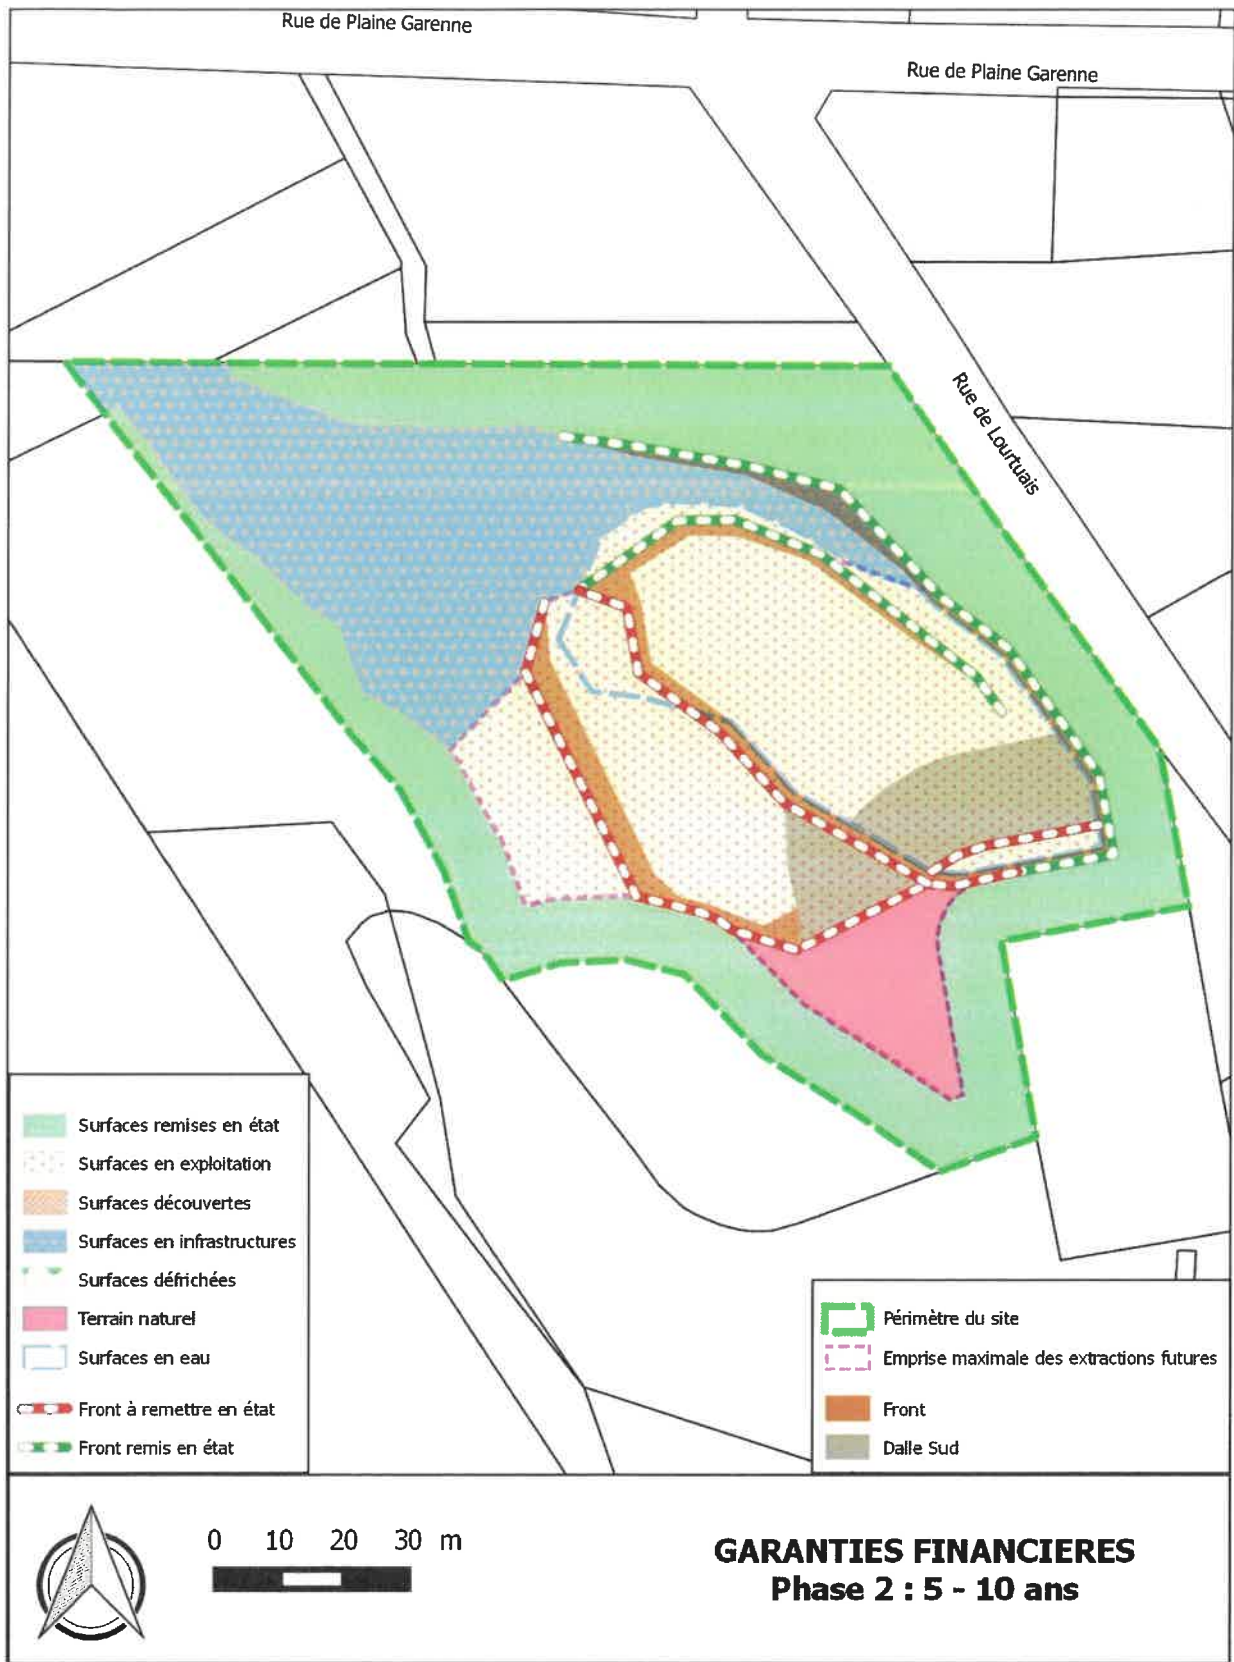 Rue de Plaine Garenne
Rue de Plaine Garenne
Rue de Lourtuais
Surfaces remises en état
Surfaces en exploitation
Surfaces découvertes
Surfaces en infrastructures
Surfaces défrichées
Terrain naturel
Surfaces en eau
Front à remettre en état
Front remis en état
Périmètre du site
Emprise maximale des extractions futures
Front
Dalle Sud
0 10 20 30 m
GARANTIES FINANCIERES
Phase 2 : 5 - 10 ans